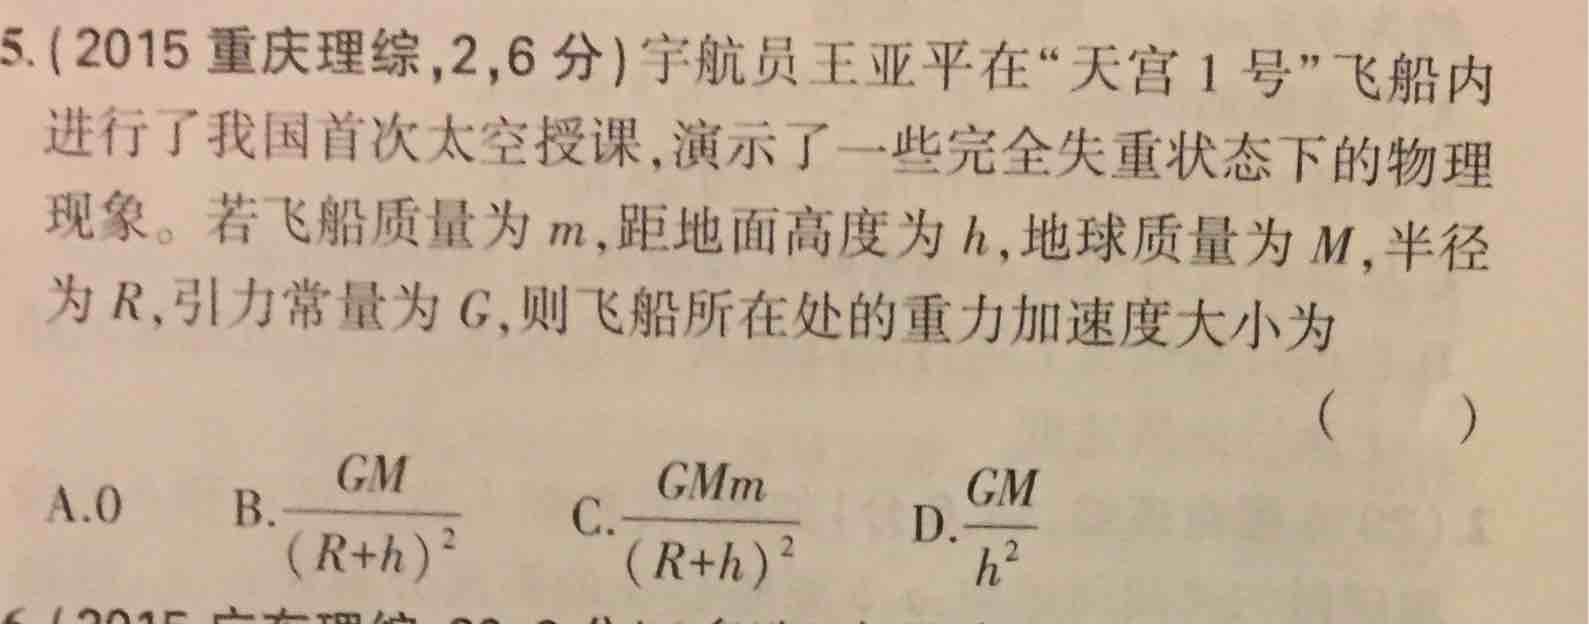 5.(2015 重庆理综,2,6 分)宇航员王亚平在“天宫 1 号”飞船内
进行了我国首次太空授课,演示了一些完全失重状态下的物理
现象。若飞船质量为 m,距地面高度为 h,地球质量为 M,半径
为 R,引力常量为 G,则飞船所在处的重力加速度大小为
( )
A.0 B.\frac{GM}{(R+h)^2} C.\frac{GMm}{(R+h)^2} D.\frac{GM}{h^2}